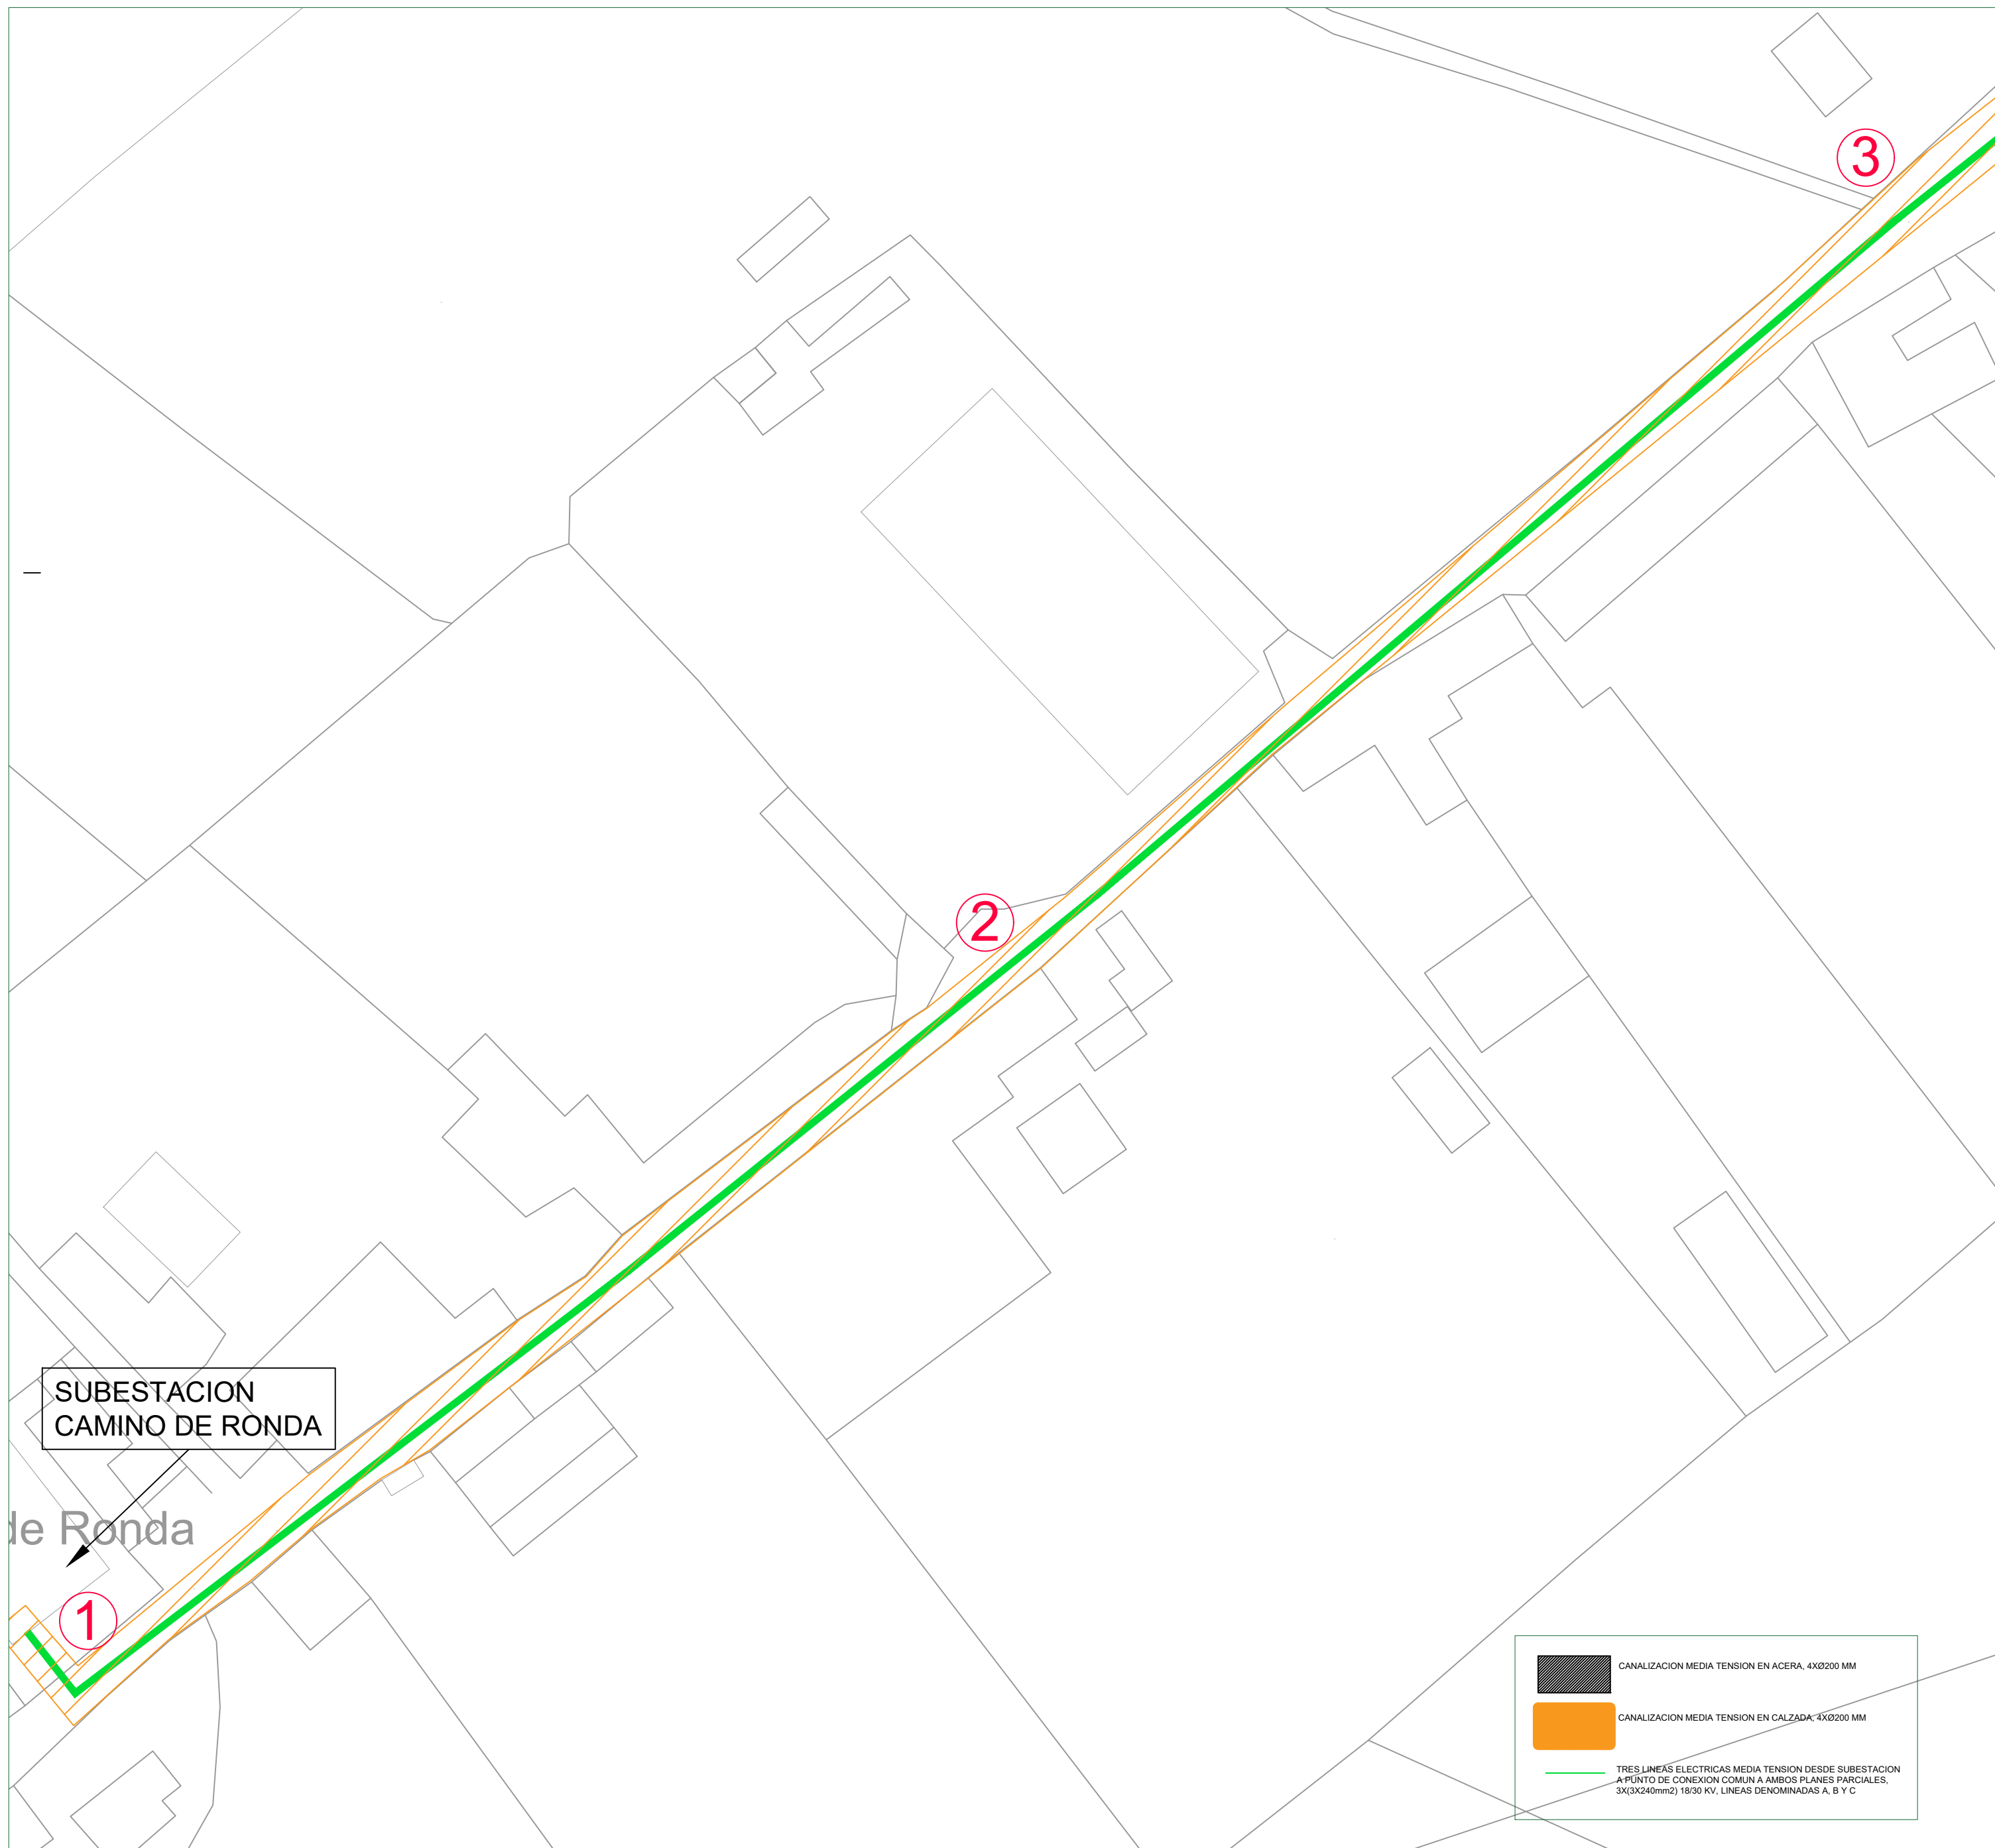 3
2
SUBESTACION
CAMINO DE RONDA
de Ronda
1
CANALIZACION MEDIA TENSION EN ACERA, 4XØ200 MM
CANALIZACION MEDIA TENSION EN CALZADA, 4XØ200 MM
TRES LINEAS ELECTRICAS MEDIA TENSION DESDE SUBESTACION
A PUNTO DE CONEXION COMUN A AMBOS PLANES PARCIALES,
3X(3X240mm2) 18/30 KV, LINEAS DENOMINADAS A, B Y C